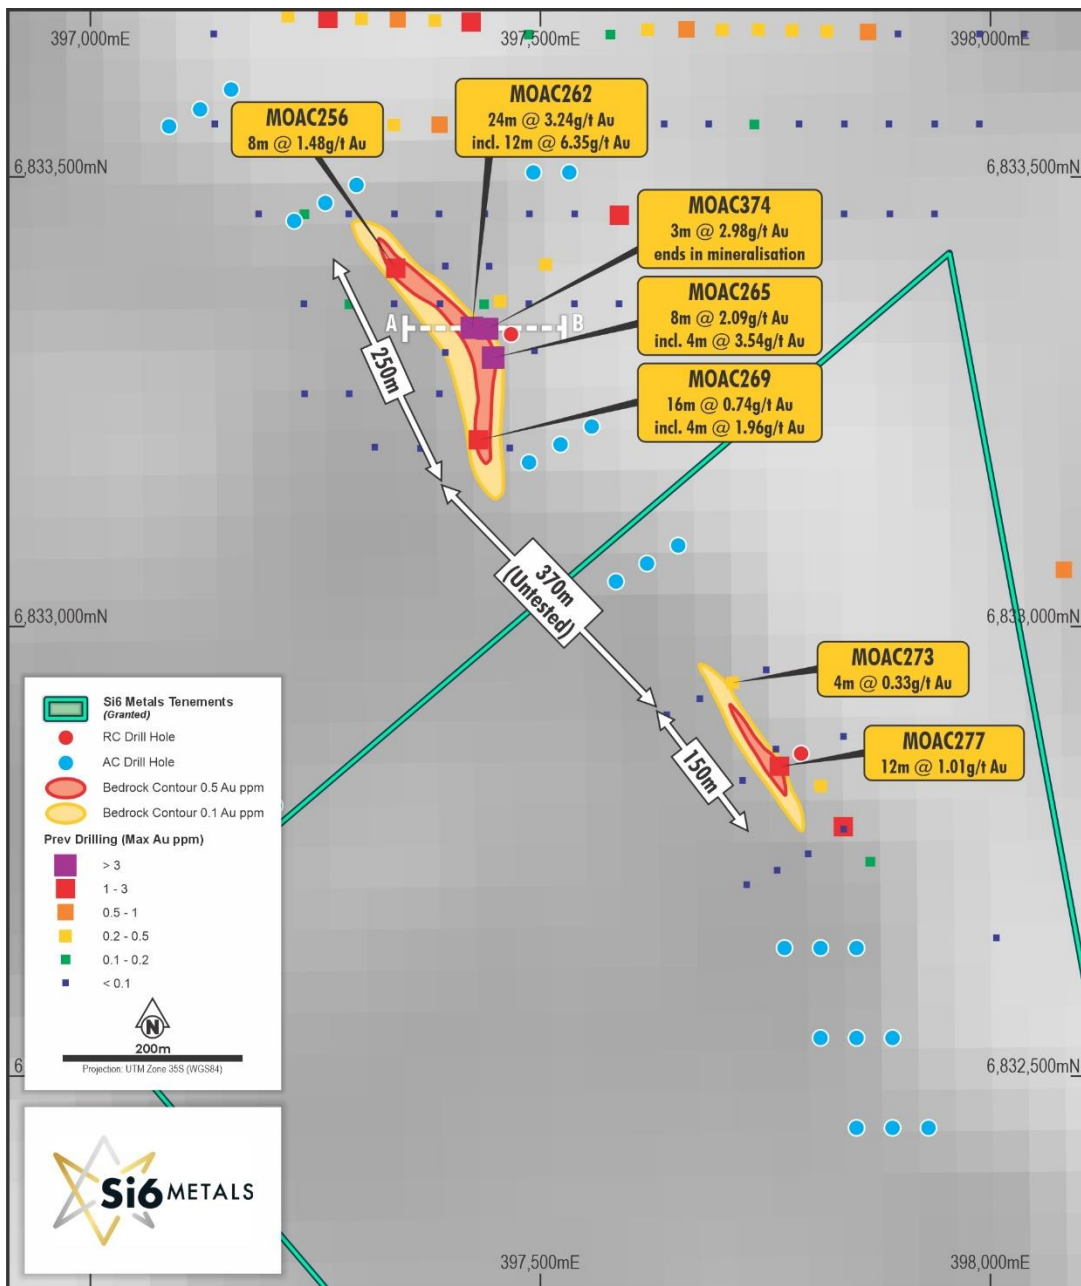 397,000mE
397,500mE
398,000mE
MOAC256
8m @ 1.48g/t Au
MOAC262
24m @ 3.24g/t Au
incl. 12m @ 6.35g/t Au
6,833,500mN
6,833,500mN
MOAC374
3m @ 2.98g/t Au
ends in mineralisation
MOAC265
8m @ 2.09g/t Au
incl. 4m @ 3.54g/t Au
A
B
250m
MOAC269
16m @ 0.74g/t Au
incl. 4m @ 1.96g/t Au
370m
(Untested)
6,833,000mN
6,833,000mN
MOAC273
4m @ 0.33g/t Au
MOAC277
12m @ 1.01g/t Au
150m
Si6 Metals Tenements
(Granted)
RC Drill Hole
AC Drill Hole
Bedrock Contour 0.5 Au ppm
Bedrock Contour 0.1 Au ppm
Prev Drilling (Max Au ppm)
> 3
1 - 3
0.5 - 1
0.2 - 0.5
0.1 - 0.2
< 0.1
N
200m
Projection: UTM Zone 35S (WGS84)
6,832,500mN
Si6 METALS
397,500mE
398,000mE